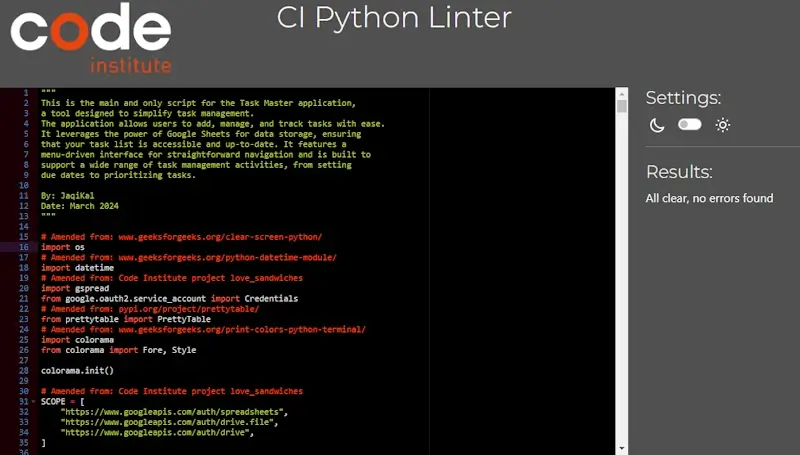 code
institute
CI Python Linter
1 """
2 This is the main and only script for the Task Master application,
3 a tool designed to simplify task management.
4 The application allows users to add, manage, and track tasks with ease.
5 It leverages the power of Google Sheets for data storage, ensuring
6 that your task list is accessible and up-to-date. It features a
7 menu-driven interface for straightforward navigation and is built to
8 support a wide range of task management activities, from setting
9 due dates to prioritizing tasks.
10
11 By: JaqiKal
12 Date: March 2024
13 """
14
15 # Amended from: www.geeksforgeeks.org/clear-screen-python/
16 import os
17 # Amended from: www.geeksforgeeks.org/python-datetime-module/
18 import datetime
19 # Amended from: Code Institute project love_sandwiches
20 import gspread
21 from google.oauth2.service_account import Credentials
22 # Amended from: pypi.org/project/prettytable/
23 from prettytable import PrettyTable
24 # Amended from: www.geeksforgeeks.org/print-colors-python-terminal/
25 import colorama
26 from colorama import Fore, Style
27
28 colorama.init()
29
30 # Amended from: Code Institute project love_sandwiches
31 SCOPE = [
32 "https://www.googleapis.com/auth/spreadsheets",
33 "https://www.googleapis.com/auth/drive.file",
34 "https://www.googleapis.com/auth/drive",
35 ]
Settings:
Results:
All clear, no errors found